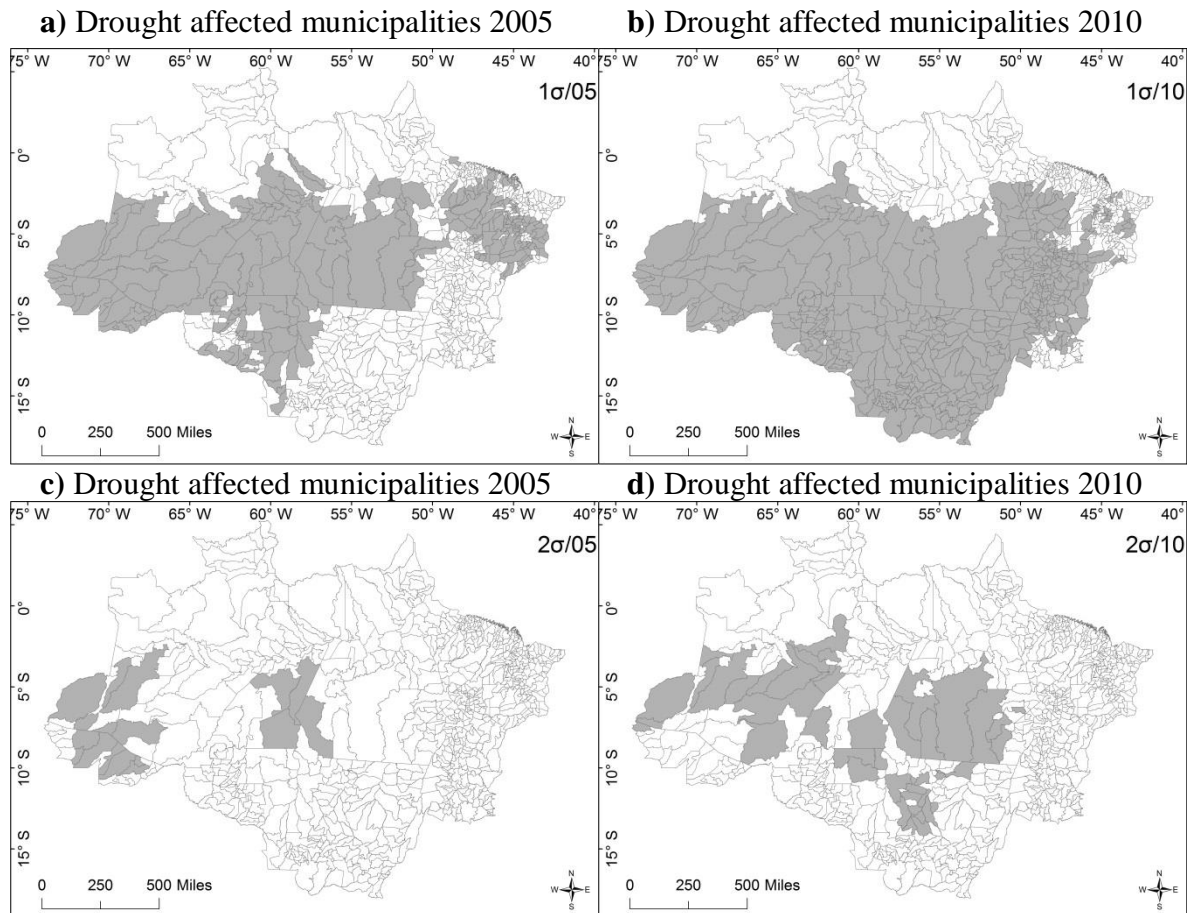 a) Drought affected municipalities 2005
b) Drought affected municipalities 2010
75° W 70° W 65° W 60° W 55° W 50° W 45° W 40°
75° W 70° W 65° W 60° W 55° W 50° W 45° W 40°
1σ/05
1σ/10
0°
5° S
10° S
15° S
0°
5° S
10° S
15° S
0 250 500 Miles
N
W E
S
0 250 500 Miles
N
W E
S
c) Drought affected municipalities 2005
d) Drought affected municipalities 2010
75° W 70° W 65° W 60° W 55° W 50° W 45° W 40°
75° W 70° W 65° W 60° W 55° W 50° W 45° W 40°
2σ/05
2σ/10
0°
5° S
10° S
15° S
0°
5° S
10° S
15° S
0 250 500 Miles
N
W E
S
0 250 500 Miles
N
W E
S